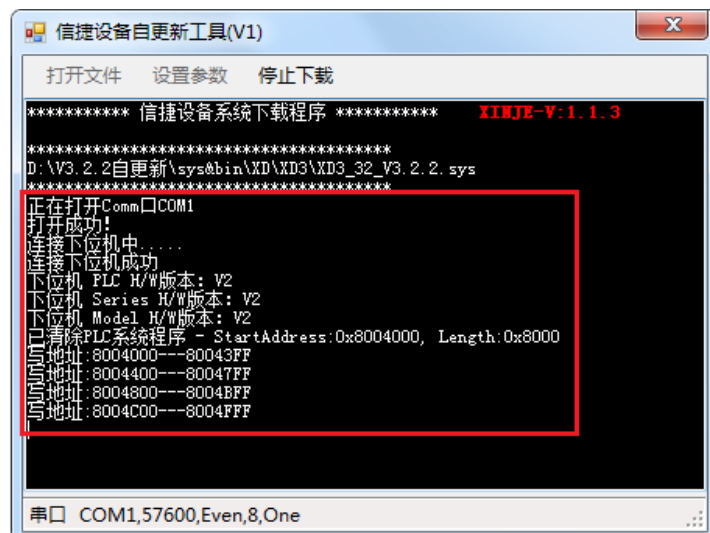 信捷设备自更新工具(V1)
打开文件 设置参数 停止下载
*********** 信捷设备系统下载程序 *********** XINJE-V:1.1.3
***************************************
D:\V3.2.2自更新\sys&bin\XD\XD3\XD3_32_V3.2.2.sys
***************************************
正在打开Comm口COM1
打开成功!
连接下位机中.....
连接下位机成功
下位机 PLC H/W版本: V2
下位机 Series H/W版本: V2
下位机 Model H/W版本: V2
已清除PLC系统程序 - StartAddress:0x8004000, Length:0x8000
写地址:8004000---80043FF
写地址:8004400---80047FF
写地址:8004800---8004BFF
写地址:8004C00---8004FFF
串口 COM1,57600,Even,8,One